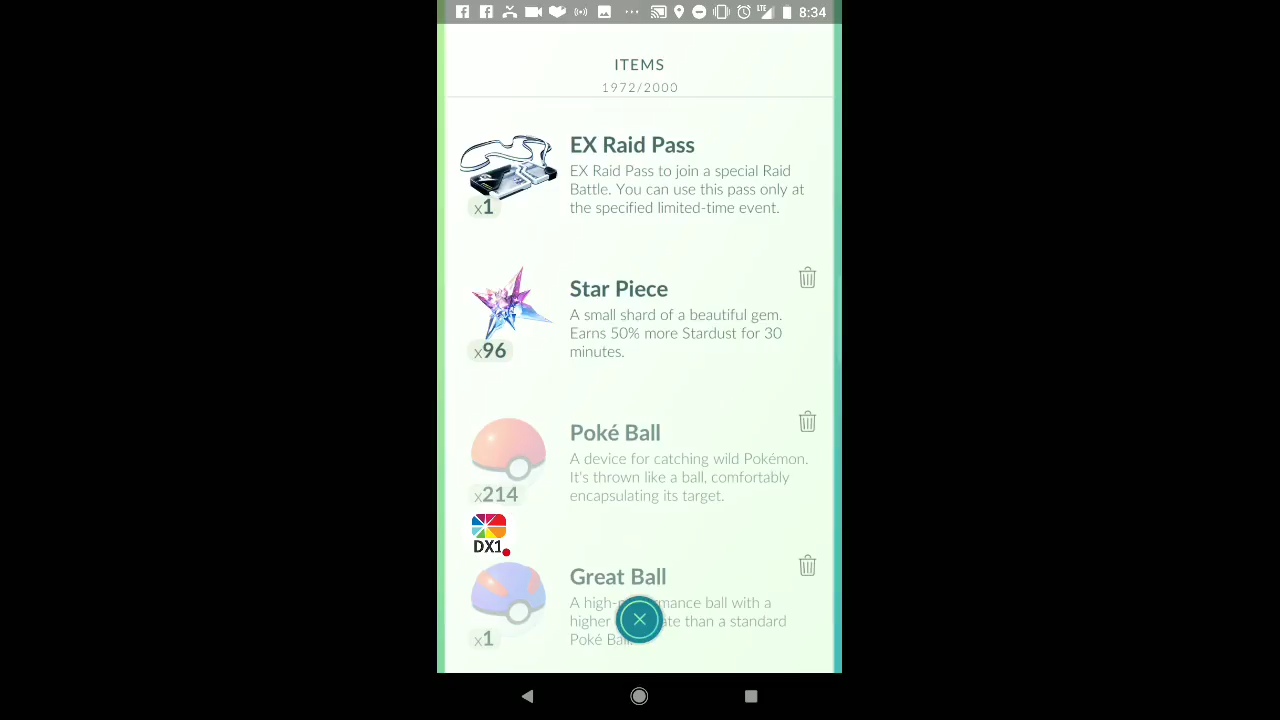 LTE 8:34
ITEMS
1972/2000
EX Raid Pass
EX Raid Pass to join a special Raid
Battle. You can use this pass only at
the specified limited-time event.
x1
Star Piece
A small shard of a beautiful gem.
Earns 50% more Stardust for 30
minutes.
x96
Poké Ball
A device for catching wild Pokémon.
It's thrown like a ball, comfortably
encapsulating its target.
x214
DX1
Great Ball
A high-performance ball with a
higher ate than a standard
Poké Ball.
x1